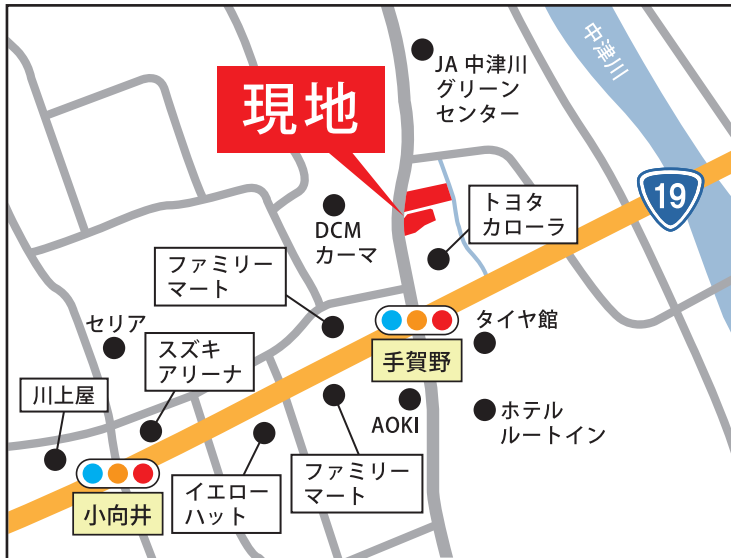 中津川
JA 中津川
グリーン
センター
現地
19
トヨタ
カローラ
DCM
カーマ
ファミリー
マート
セリア
スズキ
アリーナ
タイヤ館
手賀野
川上屋
AOKI
ホテル
ルートイン
ファミリー
マート
イエロー
ハット
小向井